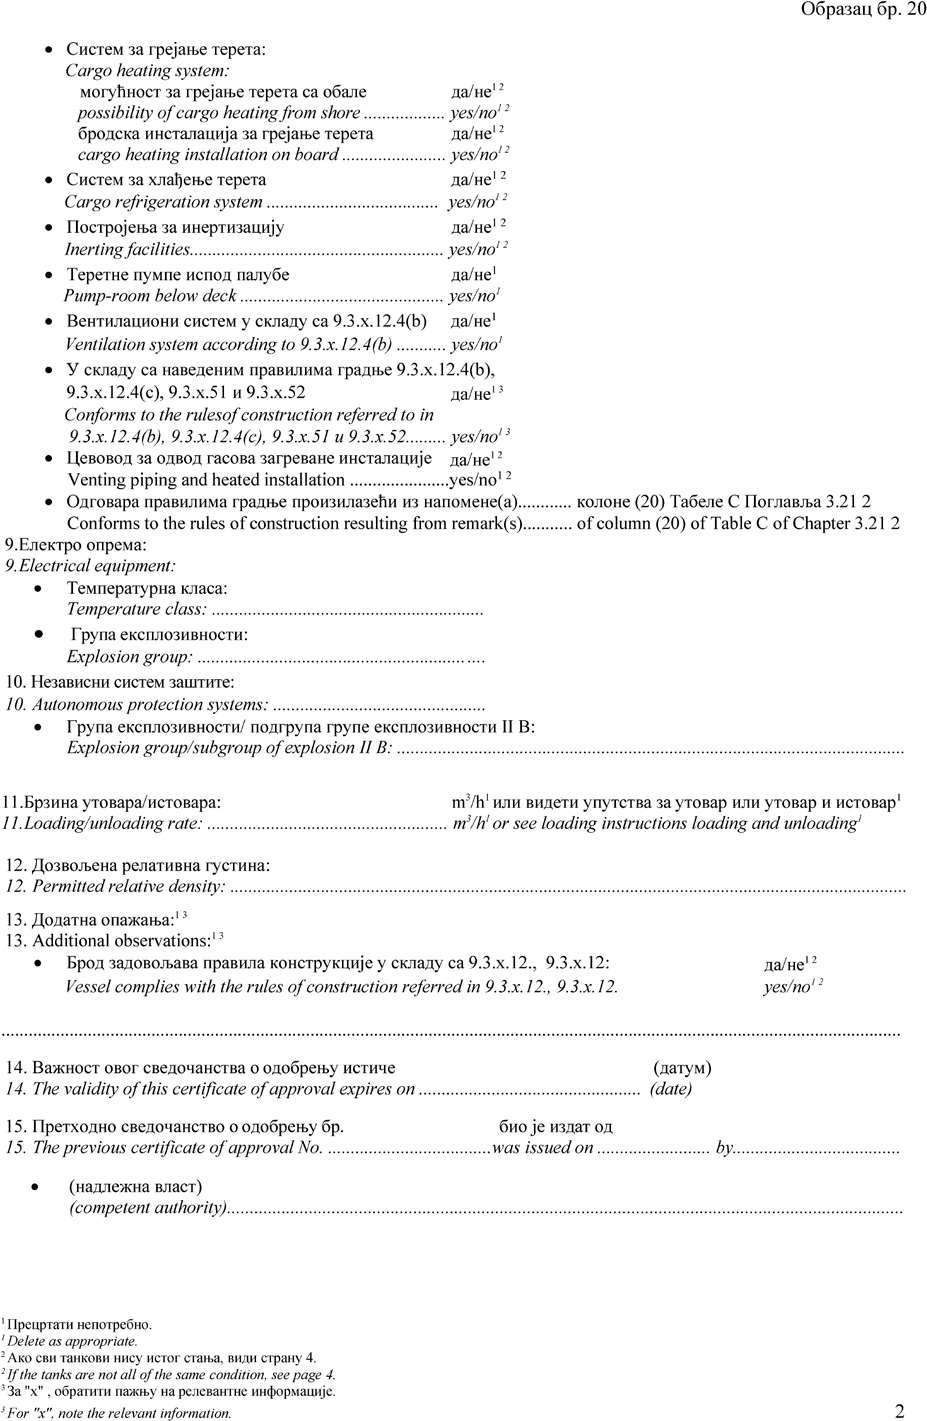 Образац бр. 20
• Систем за грејање терета:
Cargo heating system:
могућност за грејање терета са обале да/не¹ ²
possibility of cargo heating from shore .................. yes/no¹ ²
бродска инсталација за грејање терета да/не¹ ²
cargo heating installation on board ....................... yes/no¹ ²
• Систем за хлађење терета да/не¹ ²
Cargo refrigeration system ...................................... yes/no¹ ²
• Постројења за инертизацију да/не¹ ²
Inerting facilities........................................................ yes/no¹ ²
• Теретне пумпе испод палубе да/не¹
Pump-room below deck ............................................. yes/no¹
• Вентилациони систем у складу са 9.3.x.12.4(b) да/не¹
Ventilation system according to 9.3.x.12.4(b) ........... yes/no¹
• У складу са наведеним правилима градње 9.3.x.12.4(b),
9.3.x.12.4(c), 9.3.x.51 и 9.3.x.52 да/не¹ ³
Conforms to the rulesof construction referred to in
9.3.x.12.4(b), 9.3.x.12.4(c), 9.3.x.51 и 9.3.x.52......... yes/no¹ ³
• Цевовод за одвод гасова загреване инсталације да/не¹ ²
Venting piping and heated installation ......................yes/no¹ ²
• Одговара правилима градње произилазећи из напомене(а)............ колоне (20) Табеле С Поглавља 3.21 2
Conforms to the rules of construction resulting from remark(s)........... of column (20) of Table C of Chapter 3.21 2
9.Електро опрема:
9.Electrical equipment:
• Температурна класа:
Temperature class: ............................................................
• Група експлозивности:
Explosion group: ................................................................
10. Независни систем заштите:
10. Autonomous protection systems: ...............................................
• Група експлозивности/ подгрупа групе експлозивности II B:
Explosion group/subgroup of explosion II B: ................................................................................................................
11.Брзина утовара/истовара: m³/h¹ или видети упутства за утовар или утовар и истовар¹
11.Loading/unloading rate: ..................................................... m³/h¹ or see loading instructions loading and unloading¹
12. Дозвољена релативна густина:
12. Permitted relative density: .....................................................................................................................................................
13. Додатна опажања:¹ ³
13. Additional observations:¹ ³
• Брод задовољава правила конструкције у складу са 9.3.x.12., 9.3.x.12: да/не¹ ²
Vessel complies with the rules of construction referred in 9.3.x.12., 9.3.x.12. yes/no¹ ²
........................................................................................................................................................................................................
14. Важност овог сведочанства о одобрењу истиче (датум)
14. The validity of this certificate of approval expires on ................................................. (date)
15. Претходно сведочанство о одобрењу бр. био је издат од
15. The previous certificate of approval No. ....................................was issued on ......................... by.....................................
• (надлежна власт)
(competent authority).....................................................................................................................................................
¹ Прецртати непотребно.
¹ Delete as appropriate.
² Ако сви танкови нису истог стања, види страну 4.
² If the tanks are not all of the same condition, see page 4.
³ За "x" , обратити пажњу на релевантне информације.
³ For "x", note the relevant information.
2